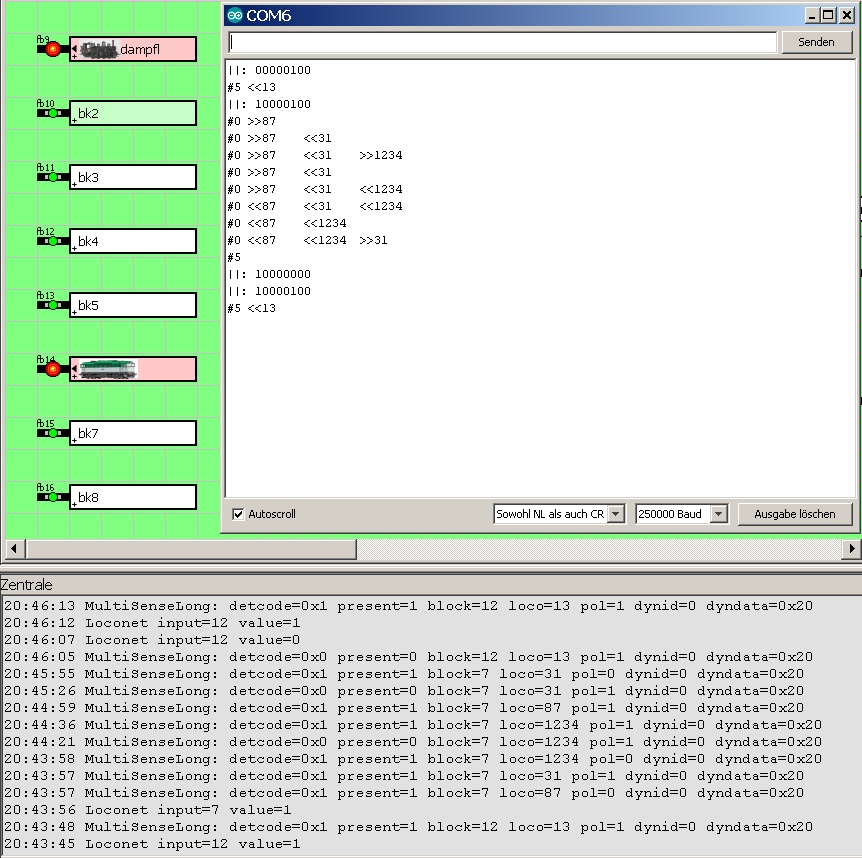 fb9
dampfl
fb10
bk2
fb11
bk3
fb12
bk4
fb13
bk5
fb14
fb15
bk7
fb16
bk8
COM6
Senden
||: 00000100
#5 <<13
||: 10000100
#0 >>87
#0 >>87 <<31
#0 >>87 <<31 >>1234
#0 >>87 <<31
#0 >>87 <<31 <<1234
#0 <<87 <<31 <<1234
#0 <<87 <<1234
#0 <<87 <<1234 >>31
#5
||: 10000000
||: 10000100
#5 <<13
Autoscroll
Sowohl NL als auch CR
250000 Baud
Ausgabe löschen
Zentrale
20:46:13 MultiSenseLong: detcode=0x1 present=1 block=12 loco=13 pol=1 dynid=0 dyndata=0x20
20:46:12 Loconet input=12 value=1
20:46:07 Loconet input=12 value=0
20:46:05 MultiSenseLong: detcode=0x0 present=0 block=12 loco=13 pol=1 dynid=0 dyndata=0x20
20:45:55 MultiSenseLong: detcode=0x1 present=1 block=7 loco=31 pol=0 dynid=0 dyndata=0x20
20:45:26 MultiSenseLong: detcode=0x0 present=0 block=7 loco=31 pol=1 dynid=0 dyndata=0x20
20:44:59 MultiSenseLong: detcode=0x1 present=1 block=7 loco=87 pol=1 dynid=0 dyndata=0x20
20:44:36 MultiSenseLong: detcode=0x1 present=1 block=7 loco=1234 pol=1 dynid=0 dyndata=0x20
20:44:21 MultiSenseLong: detcode=0x0 present=0 block=7 loco=1234 pol=1 dynid=0 dyndata=0x20
20:43:58 MultiSenseLong: detcode=0x1 present=1 block=7 loco=1234 pol=0 dynid=0 dyndata=0x20
20:43:57 MultiSenseLong: detcode=0x1 present=1 block=7 loco=31 pol=1 dynid=0 dyndata=0x20
20:43:57 MultiSenseLong: detcode=0x1 present=1 block=7 loco=87 pol=0 dynid=0 dyndata=0x20
20:43:56 Loconet input=7 value=1
20:43:48 MultiSenseLong: detcode=0x1 present=1 block=12 loco=13 pol=1 dynid=0 dyndata=0x20
20:43:45 Loconet input=12 value=1